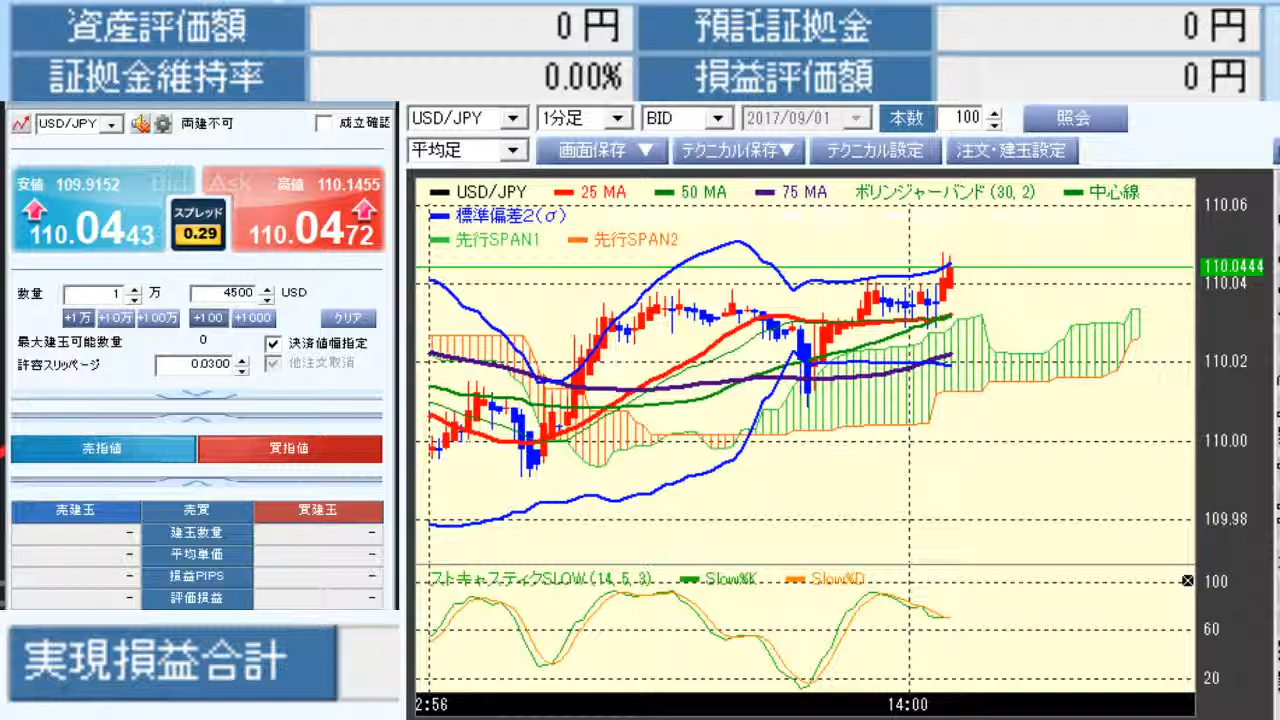 資産評価額 0 円 預託証拠金 0 円
証拠金維持率 0.00% 損益評価額 0 円
USD/JPY 両建不可 成立確認
USD/JPY 1分足 BID 2017/09/01 本数 100 照会
平均足 画面保存 ▼ テクニカル保存▼ テクニカル設定 注文・建玉設定
安値 109.9152 Bid Ask 高値 110.1455
110.0443 スプレッド 0.29 110.0472
数量 1 万 4500 USD
+1万 +10万 +100万 +100 +1000 クリア
最大建玉可能数量 0 決済値幅指定
許容スリッページ 0.0300 他注文取消
売指値 買指値
売建玉 売買 買建玉
- 建玉数量 -
- 平均単価 -
- 損益PIPS -
- 評価損益 -
実現損益合計
USD/JPY 25 MA 50 MA 75 MA ボリンジャーバンド(30, 2) 中心線
標準偏差2(σ)
先行SPAN1 先行SPAN2
110.06
110.0444
110.04
110.02
110.00
109.98
ストキャスティクSLOW(14,5,3) Slow%K Slow%D
100
60
20
2:56 14:00